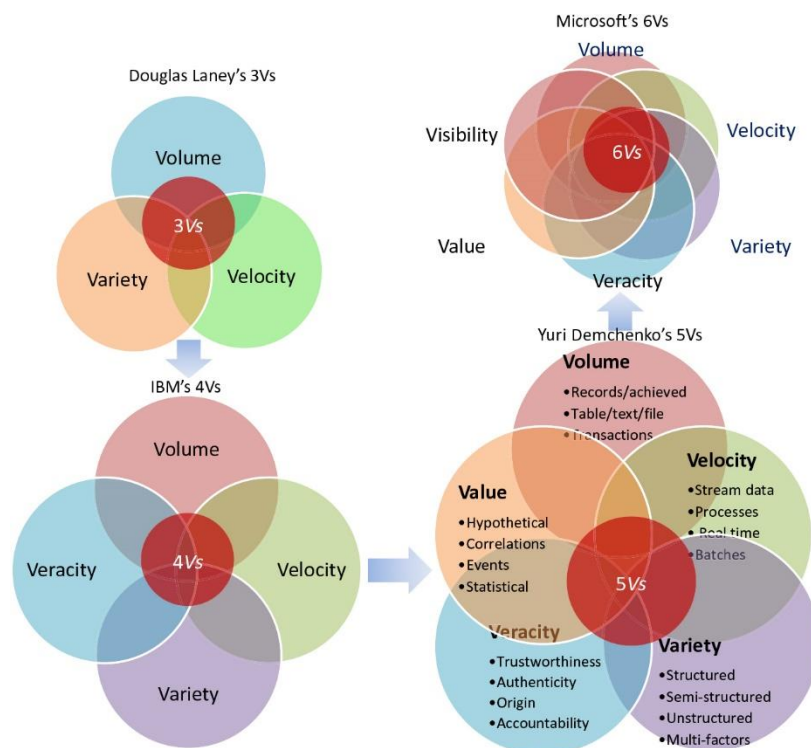 Douglas Laney's 3Vs
Volume
3Vs
Variety
Velocity
IBM's 4Vs
Volume
Veracity
4Vs
Velocity
Variety
Yuri Demchenko's 5Vs
Volume
•Records/achieved
•Table/text/file
•Transactions
Velocity
•Stream data
•Processes
•Real time
•Batches
Value
•Hypothetical
•Correlations
•Events
•Statistical
5Vs
Veracity
•Trustworthiness
•Authenticity
•Origin
•Accountability
Variety
•Structured
•Semi-structured
•Unstructured
•Multi-factors
Microsoft's 6Vs
Volume
Visibility
6Vs
Velocity
Value
Variety
Veracity